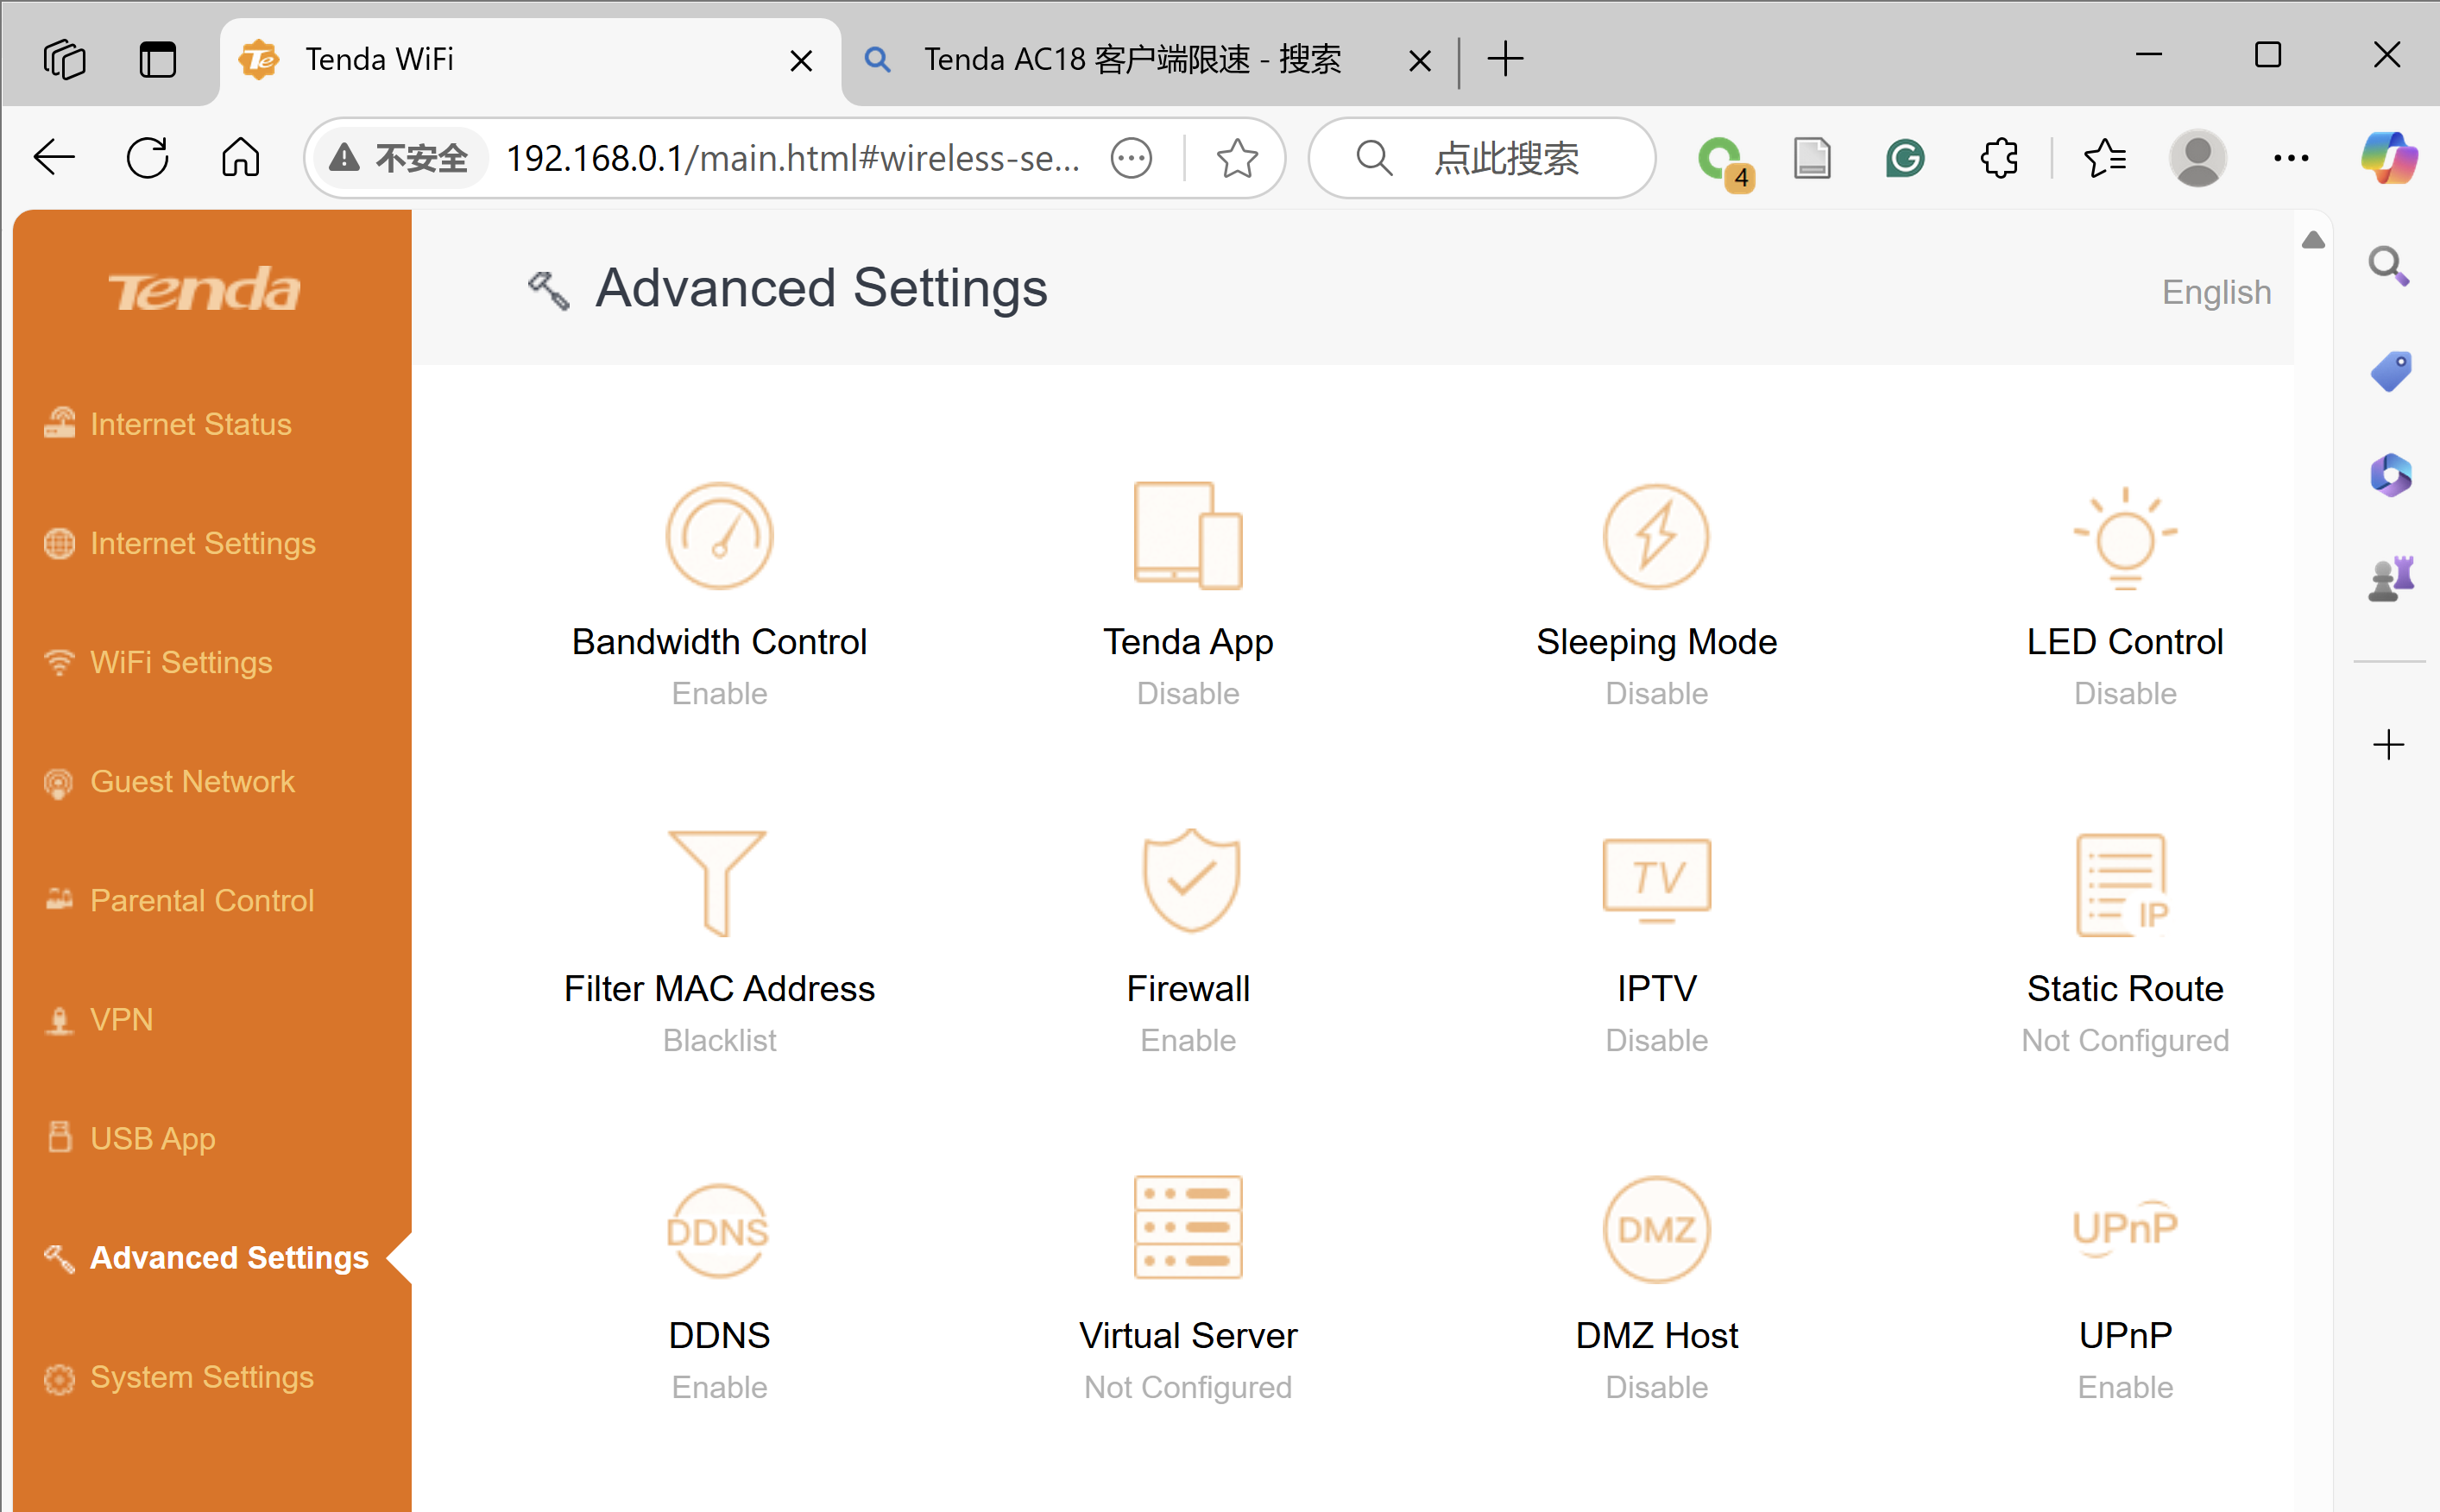 Tenda WiFi
Tenda AC18 客户端限速 - 搜索
不安全
192.168.0.1/main.html#wireless-se...
点此搜索
4
Tenda
Advanced Settings
English
Internet Status
Internet Settings
WiFi Settings
Guest Network
Parental Control
VPN
USB App
Advanced Settings
System Settings
Bandwidth Control
Enable
Tenda App
Disable
Sleeping Mode
Disable
LED Control
Disable
Filter MAC Address
Blacklist
Firewall
Enable
TV
IPTV
Disable
IP
Static Route
Not Configured
DDNS
DDNS
Enable
Virtual Server
Not Configured
DMZ
DMZ Host
Disable
UPnP
UPnP
Enable